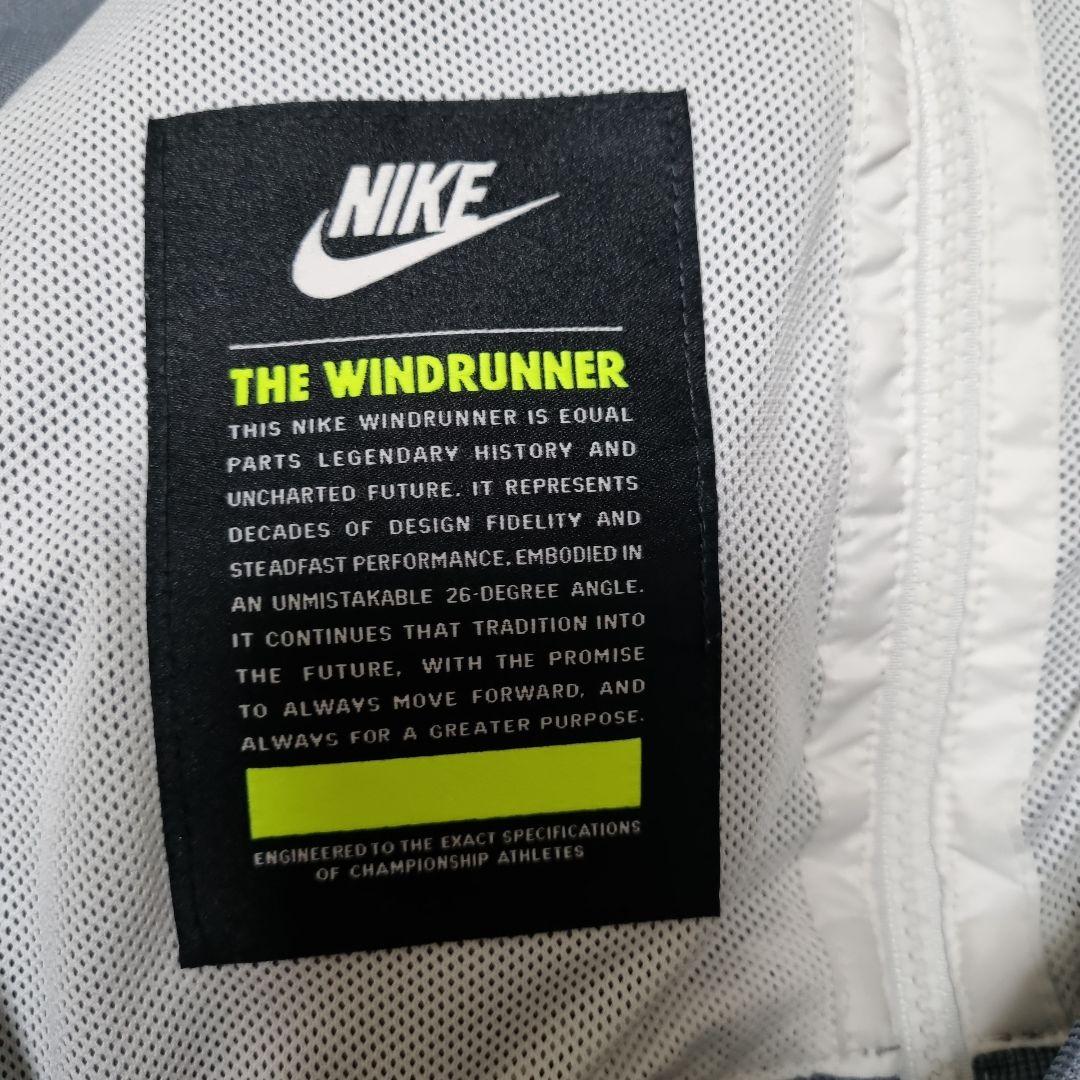 NIKE
THE WINDRUNNER
THIS NIKE WINDRUNNER IS EQUAL
PARTS LEGENDARY HISTORY AND
UNCHARTED FUTURE. IT REPRESENTS
DECADES OF DESIGN FIDELITY AND
STEADFAST PERFORMANCE, EMBODIED IN
AN UNMISTAKABLE 26-DEGREE ANGLE.
IT CONTINUES THAT TRADITION INTO
THE FUTURE, WITH THE PROMISE
TO ALWAYS MOVE FORWARD, AND
ALWAYS FOR A GREATER PURPOSE.
ENGINEERED TO THE EXACT SPECIFICATIONS
OF CHAMPIONSHIP ATHLETES